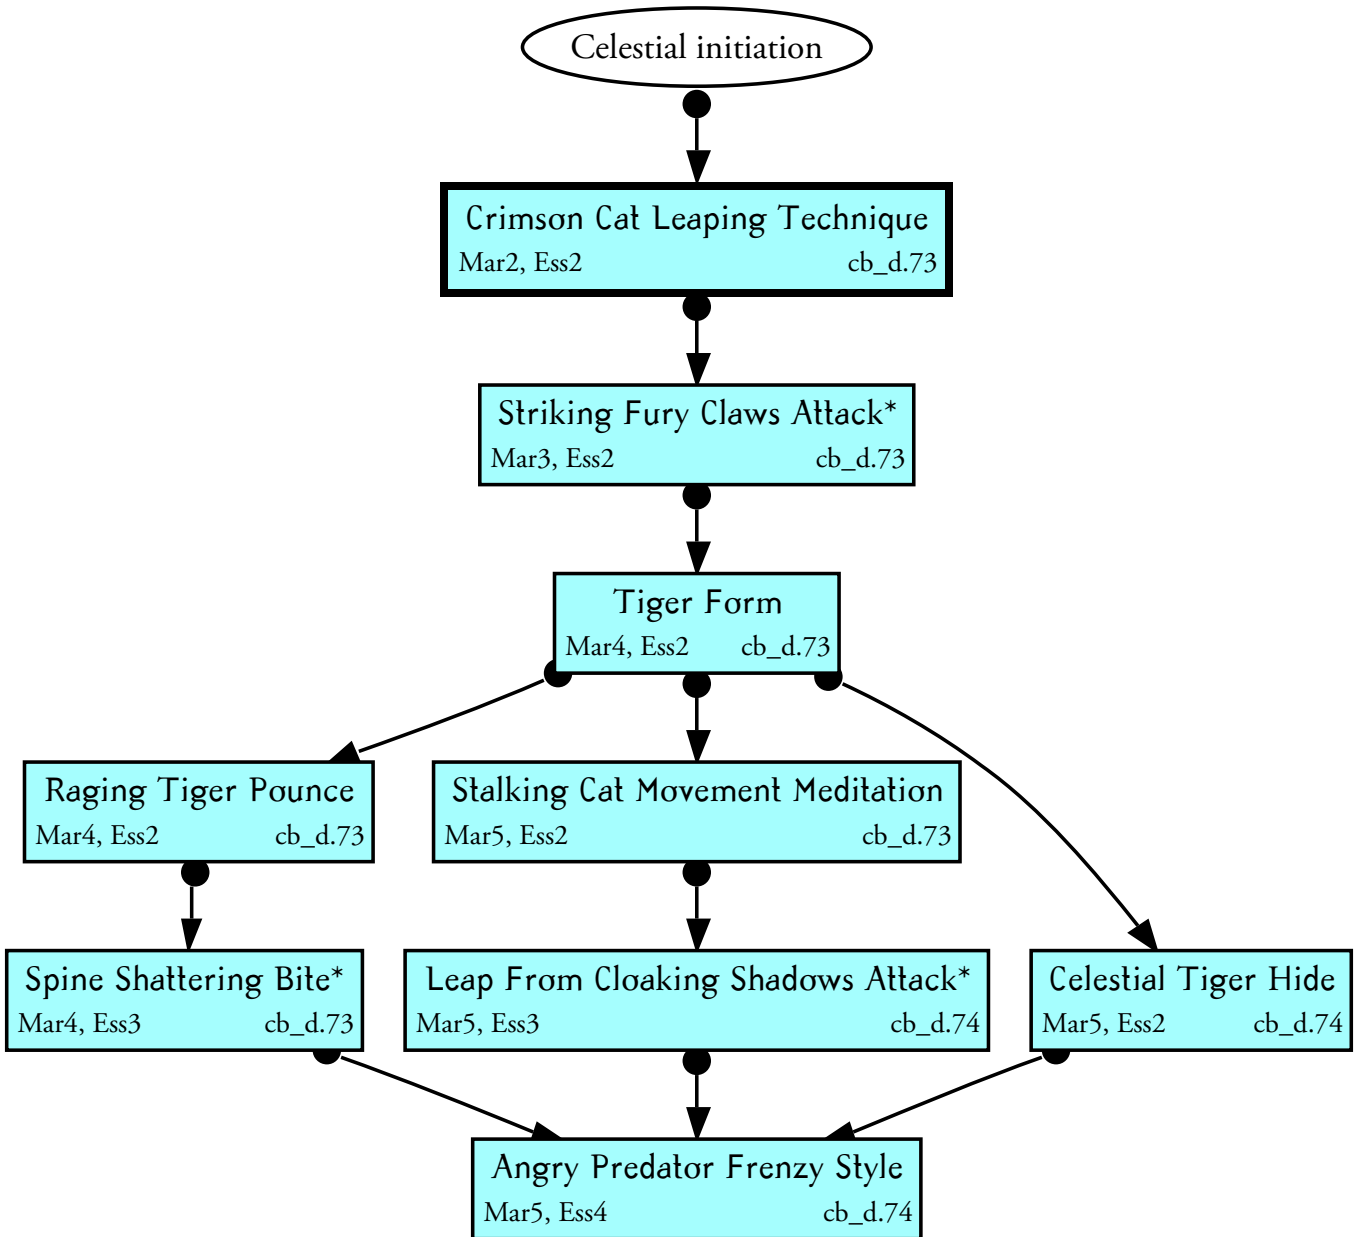 Celestial initiation
Crimson Cat Leaping Technique
Mar2, Ess2 cb_d.73
Striking Fury Claws Attack*
Mar3, Ess2 cb_d.73
Tiger Form
Mar4, Ess2 cb_d.73
Raging Tiger Pounce
Mar4, Ess2 cb_d.73
Stalking Cat Movement Meditation
Mar5, Ess2 cb_d.73
Spine Shattering Bite*
Mar4, Ess3 cb_d.73
Leap From Cloaking Shadows Attack*
Mar5, Ess3 cb_d.74
Celestial Tiger Hide
Mar5, Ess2 cb_d.74
Angry Predator Frenzy Style
Mar5, Ess4 cb_d.74